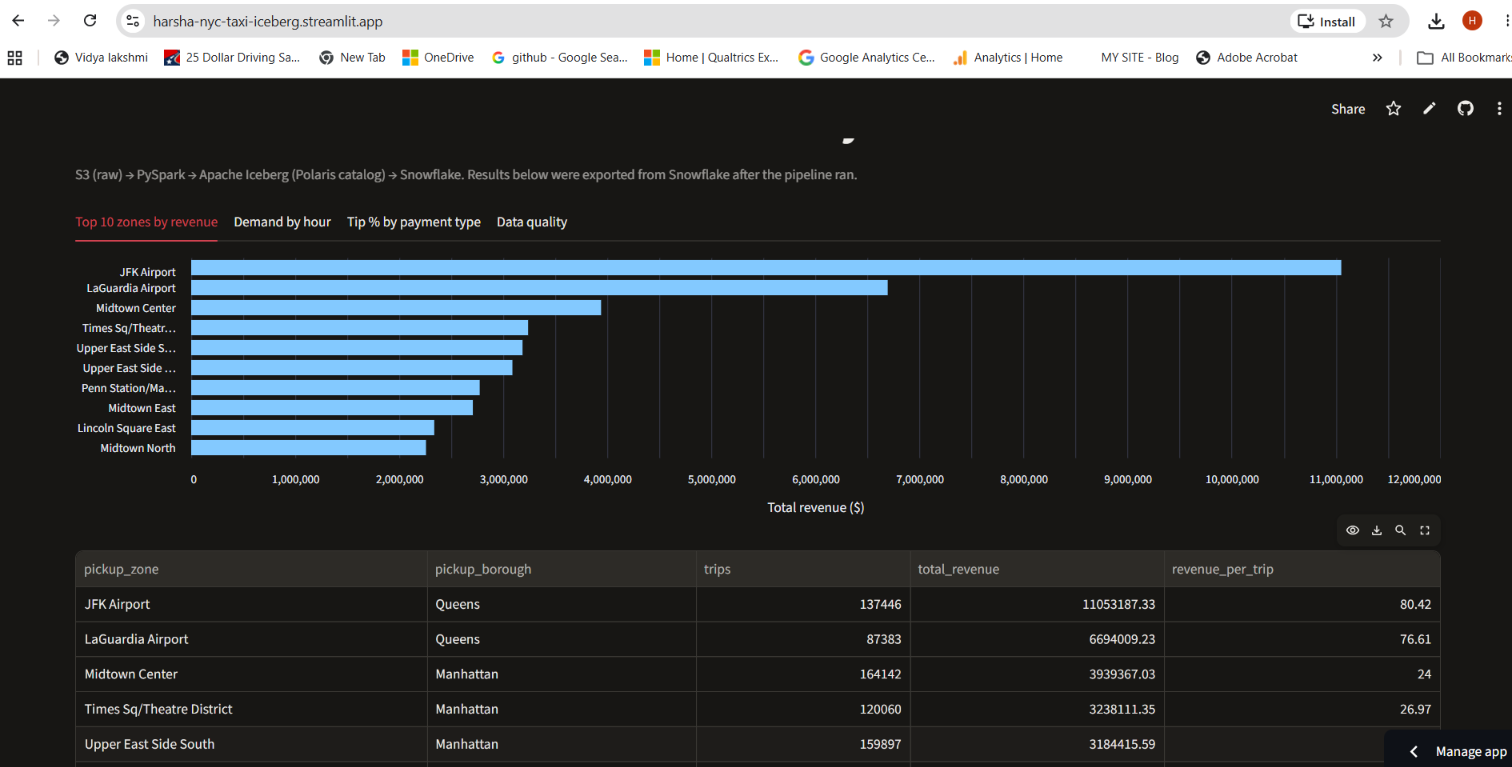 harsha-nyc-taxi-iceberg.streamlit.app
Install
H
Vidya lakshmi
25 Dollar Driving Sa...
New Tab
OneDrive
github - Google Sea...
Home | Qualtrics Ex...
Google Analytics Ce...
Analytics | Home
MY SITE - Blog
Adobe Acrobat
All Bookmark
Share
S3 (raw) → PySpark → Apache Iceberg (Polaris catalog) → Snowflake. Results below were exported from Snowflake after the pipeline ran.
Top 10 zones by revenue Demand by hour Tip % by payment type Data quality
JFK Airport
LaGuardia Airport
Midtown Center
Times Sq/Theatr...
Upper East Side S...
Upper East Side ...
Penn Station/Ma...
Midtown East
Lincoln Square East
Midtown North
0 1,000,000 2,000,000 3,000,000 4,000,000 5,000,000 6,000,000 7,000,000 8,000,000 9,000,000 10,000,000 11,000,000 12,000,000
Total revenue ($)
pickup_zone pickup_borough trips total_revenue revenue_per_trip
JFK Airport Queens 137446 11053187.33 80.42
LaGuardia Airport Queens 87383 6694009.23 76.61
Midtown Center Manhattan 164142 3939367.03 24
Times Sq/Theatre District Manhattan 120060 3238111.35 26.97
Upper East Side South Manhattan 159897 3184415.59
Manage app